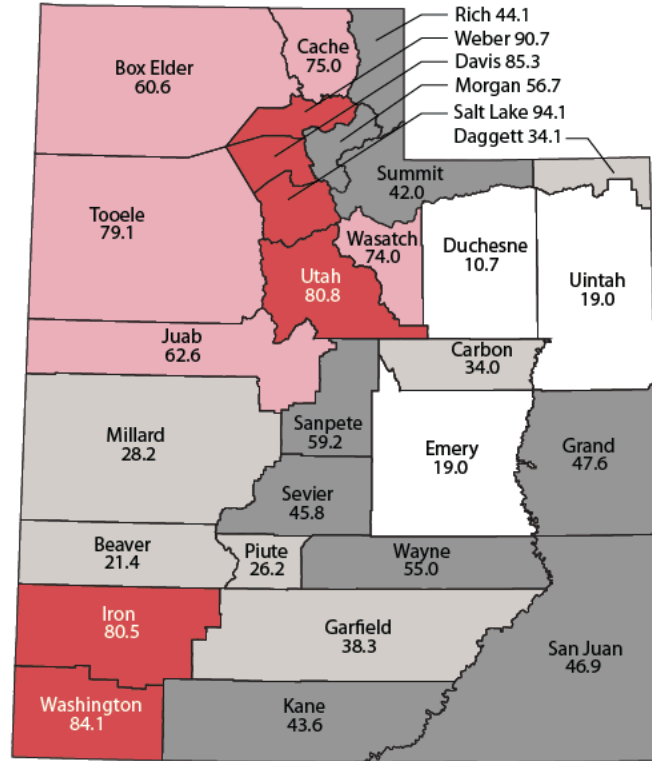 Rich 44.1
Weber 90.7
Davis 85.3
Morgan 56.7
Salt Lake 94.1
Daggett 34.1
Cache
75.0
Box Elder
60.6
Summit
42.0
Tooele
79.1
Wasatch
74.0
Duchesne
10.7
Uintah
19.0
Utah
80.8
Juab
62.6
Carbon
34.0
Millard
28.2
Sanpete
59.2
Emery
19.0
Grand
47.6
Sevier
45.8
Beaver
21.4
Piute
26.2
Wayne
55.0
Iron
80.5
Garfield
38.3
San Juan
46.9
Washington
84.1
Kane
43.6